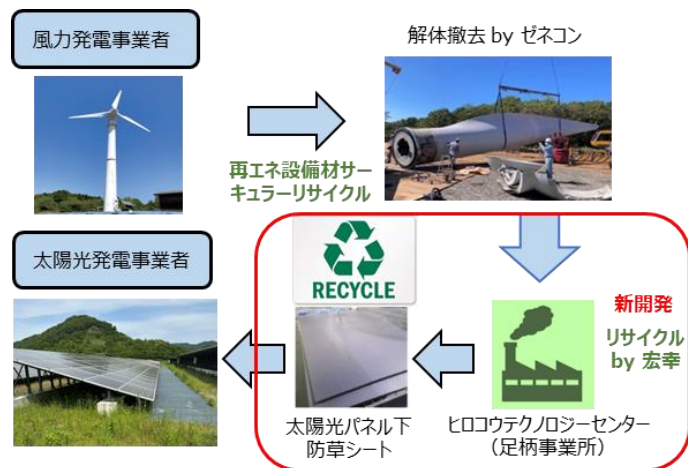 風力発電事業者
解体撤去 by ゼネコン
再エネ設備材サー
キュラーリサイクル
太陽光発電事業者
RECYCLE
新開発
リサイクル
by 宏幸
太陽光パネル下
防草シート
ヒロコウテクノロジーセンター
(足柄事業所)